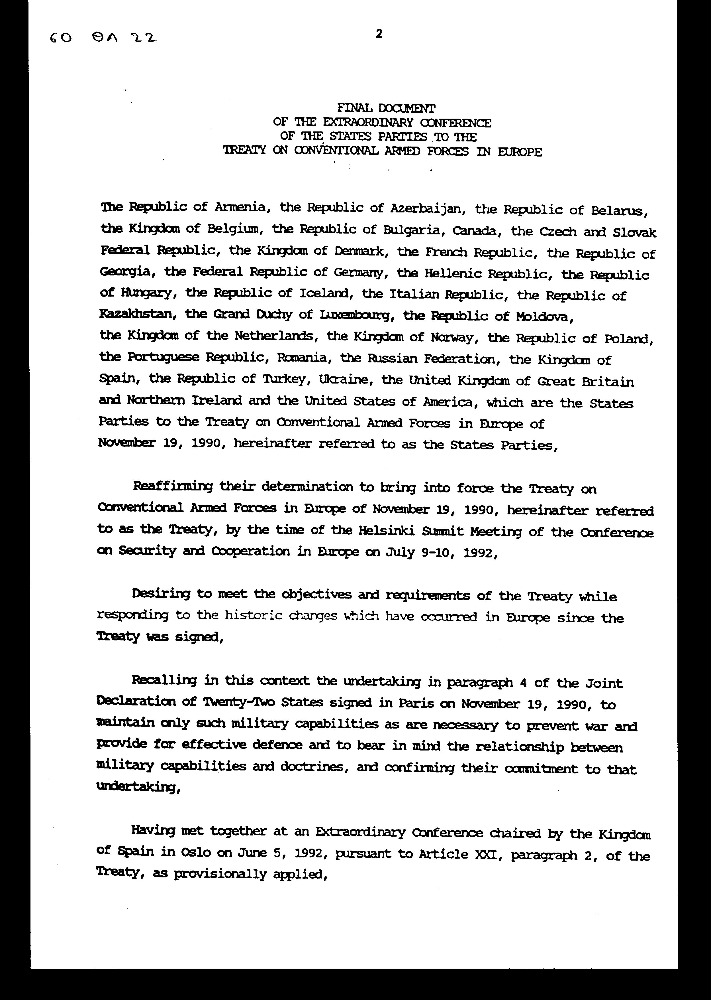 60 ΘA 22
2
FINAL DOCUMENT
OF THE EXTRAORDINARY CONFERENCE
OF THE STATES PARTIES TO THE
TREATY ON CONVENTIONAL ARMED FORCES IN EUROPE
The Republic of Armenia, the Republic of Azerbaijan, the Republic of Belarus,
the Kingdom of Belgium, the Republic of Bulgaria, Canada, the Czech and Slovak
Federal Republic, the Kingdom of Denmark, the French Republic, the Republic of
Georgia, the Federal Republic of Germany, the Hellenic Republic, the Republic
of Hungary, the Republic of Iceland, the Italian Republic, the Republic of
Kazakhstan, the Grand Duchy of Luxembourg, the Republic of Moldova,
the Kingdom of the Netherlands, the Kingdom of Norway, the Republic of Poland,
the Portuguese Republic, Romania, the Russian Federation, the Kingdom of
Spain, the Republic of Turkey, Ukraine, the United Kingdom of Great Britain
and Northern Ireland and the United States of America, which are the States
Parties to the Treaty on Conventional Armed Forces in Europe of
November 19, 1990, hereinafter referred to as the States Parties,
Reaffirming their determination to bring into force the Treaty on
Conventional Armed Forces in Europe of November 19, 1990, hereinafter referred
to as the Treaty, by the time of the Helsinki Summit Meeting of the Conference
on Security and Cooperation in Europe on July 9-10, 1992,
Desiring to meet the objectives and requirements of the Treaty while
responding to the historic changes which have occurred in Europe since the
Treaty was signed,
Recalling in this context the undertaking in paragraph 4 of the Joint
Declaration of Twenty-Two States signed in Paris on November 19, 1990, to
maintain only such military capabilities as are necessary to prevent war and
provide for effective defence and to bear in mind the relationship between
military capabilities and doctrines, and confirming their commitment to that
undertaking,
Having met together at an Extraordinary Conference chaired by the Kingdom
of Spain in Oslo on June 5, 1992, pursuant to Article XXI, paragraph 2, of the
Treaty, as provisionally applied,